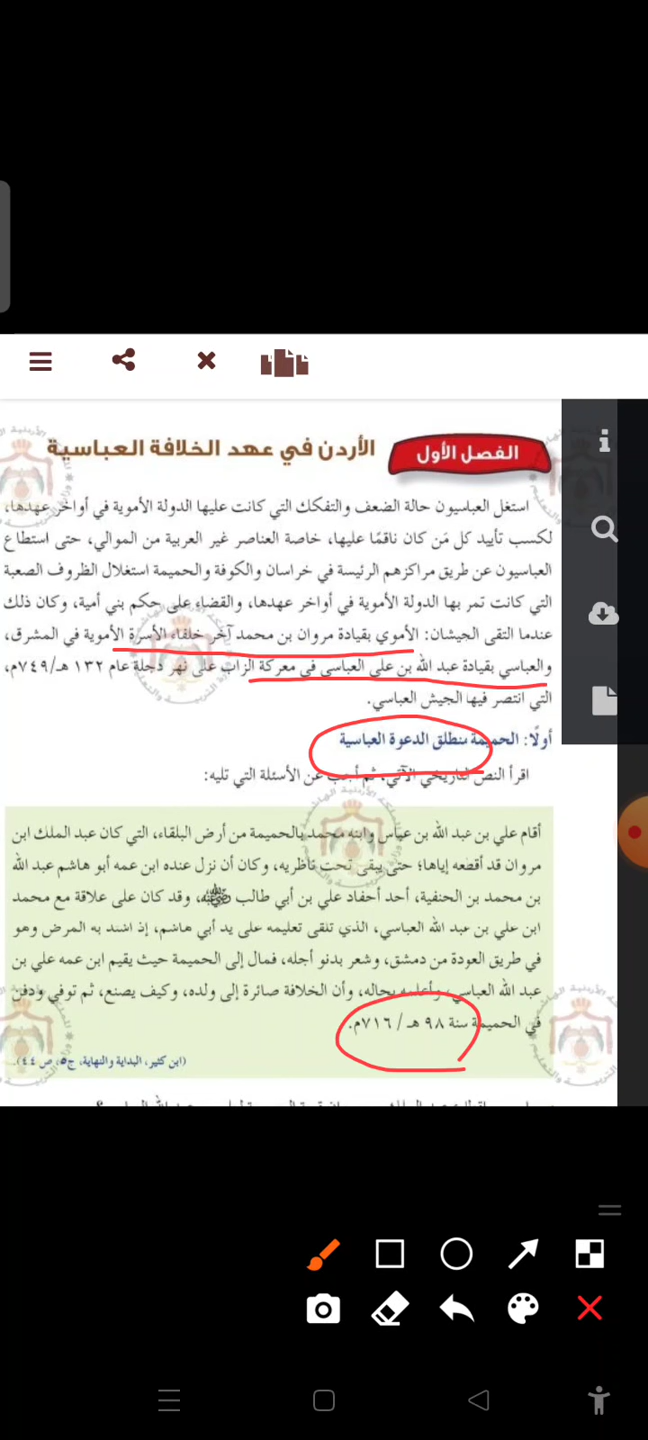 الفصل الأول
الأردن في عهد الخلافة العباسية
استغل العباسيون حالة الضعف والتفكك التي كانت عليها الدولة الأموية في أواخر عهدها،
لكسب تأييد كل مَن كان ناقمًا عليها، خاصة العناصر غير العربية من الموالي، حتى استطاع
العباسيون عن طريق مراكزهم الرئيسة في خراسان والكوفة والحميمة استغلال الظروف الصعبة
التي كانت تمر بها الدولة الأموية في أواخر عهدها، والقضاء على حكم بني أمية، وكان ذلك
عندما التقى الجيشان: الأموي بقيادة مروان بن محمد آخر خلفاء الأسرة الأموية في المشرق،
والعباسي بقيادة عبد الله بن علي العباسي في معركة الزاب على نهر دجلة عام ١٣٢ هـ/٧٤٩م،
التي انتصر فيها الجيش العباسي.
أولًا: الحميمة منطلق الدعوة العباسية
اقرأ النص التاريخي الآتي، ثم أجب عن الأسئلة التي تليه:
أقام علي بن عبد الله بن عباس وابنه محمد بالحميمة من أرض البلقاء، التي كان عبد الملك ابن
مروان قد أقطعه إياها؛ حتى يبقى تحت ناظريه، وكان أن نزل عنده ابن عمه أبو هاشم عبد الله
بن محمد بن الحنفية، أحد أحفاد علي بن أبي طالب، وقد كان على علاقة مع محمد
ابن علي بن عبد الله العباسي، الذي تلقى تعليمه على يد أبي هاشم، إذ اشتد به المرض وهو
في طريق العودة من دمشق، وشعر بدنو أجله، فمال إلى الحميمة حيث يقيم ابن عمه علي بن
عبد الله العباسي، وأعلمه بحاله، وأن الخلافة صائرة إلى ولده، وكيف يصنع، ثم توفي ودفن
في الحميمة سنة ٩٨ هـ / ٧١٦م.
(ابن كثير، البداية والنهاية، ج٥، ص ٤٤).